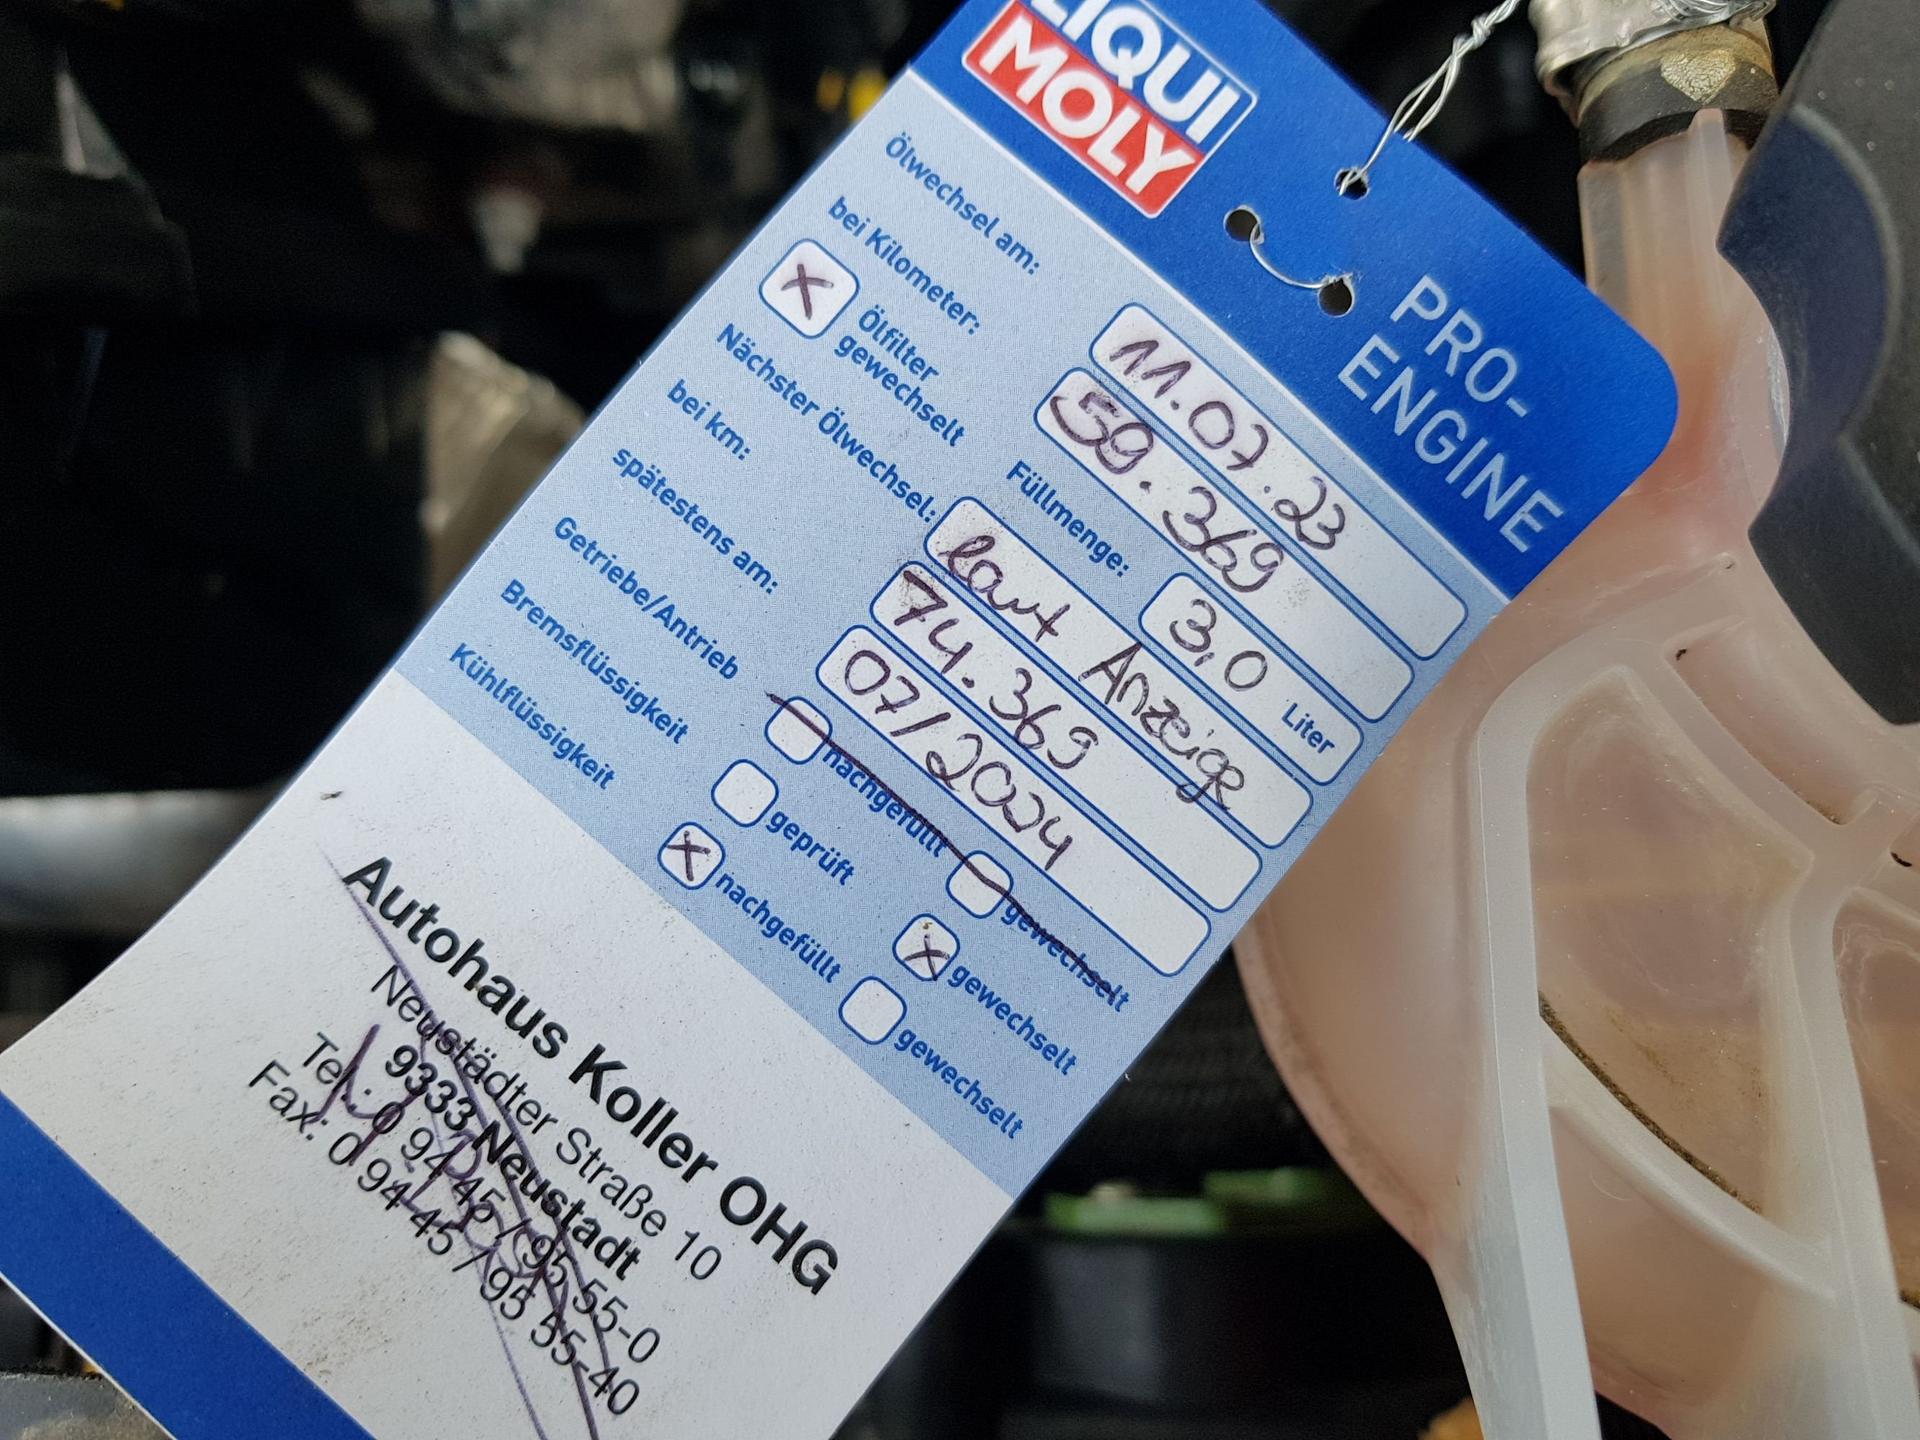 LIQUI
MOLY
PRO-
ENGINE
Ölwechsel am: 11.07.23
bei Kilometer: 59.369
X Ölfilter gewechselt Füllmenge: 3,0 Liter
Nächster Ölwechsel: laut Anzeige
bei km: 74.369
spätestens am: 07/2024
Getriebe/Antrieb nachgefüllt gewechselt
Bremsflüssigkeit geprüft X gewechselt
Kühlflüssigkeit X nachgefüllt gewechselt
Autohaus Koller OHG
Neustädter Straße 10
9333 Neustadt
Tel.: 0 94 45 / 95 55-0
Fax: 0 94 45 / 95 55-40